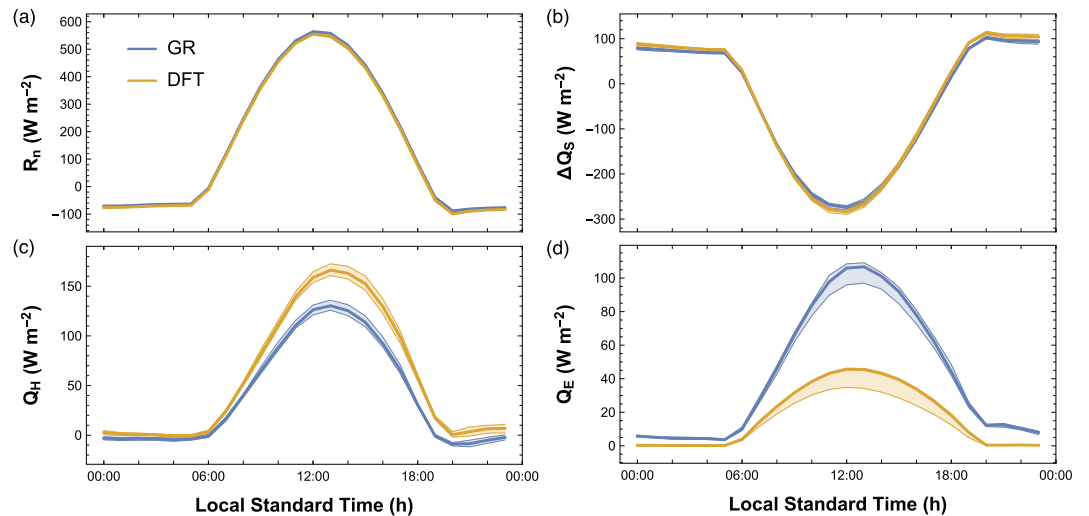 (a)
600
500
400
300
200
100
0
−100
Rn (W m−2)
GR
DFT
(b)
100
0
−100
−200
−300
ΔQS (W m−2)
(c)
150
100
50
0
QH (W m−2)
00:00 06:00 12:00 18:00 00:00
Local Standard Time (h)
(d)
100
80
60
40
20
0
QE (W m−2)
00:00 06:00 12:00 18:00 00:00
Local Standard Time (h)